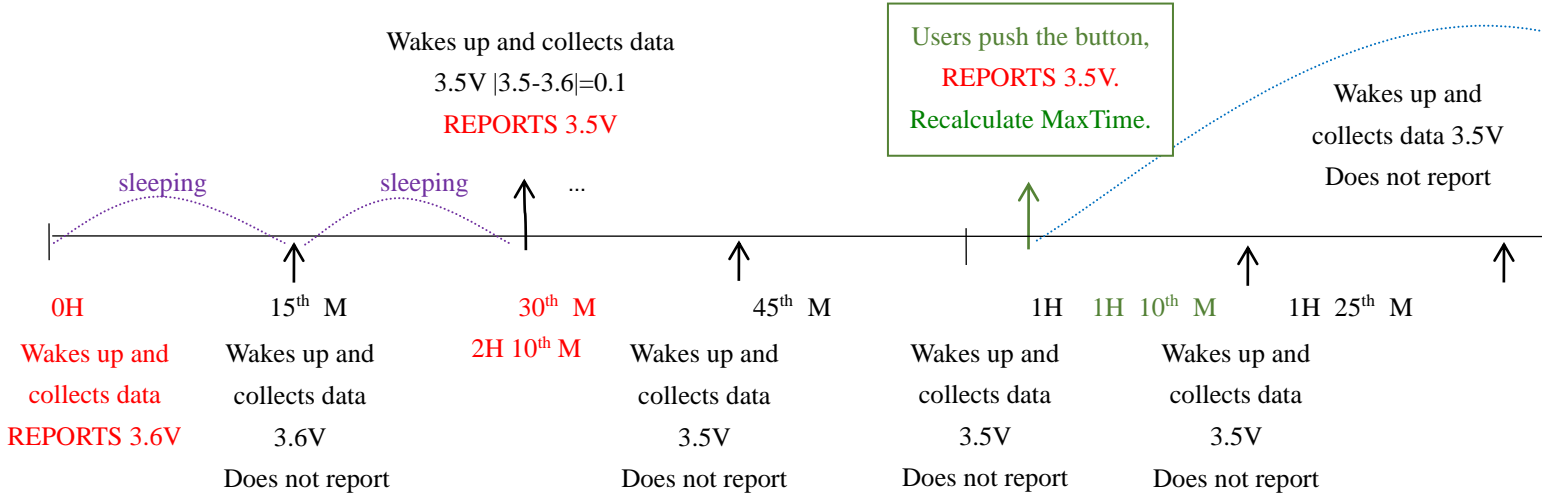 Wakes up and collects data
3.5V |3.5-3.6|=0.1
REPORTS 3.5V
Users push the button,
REPORTS 3.5V.
Recalculate MaxTime.
Wakes up and
collects data 3.5V
Does not report
sleeping
sleeping
...
0H
15th M
30th M
2H 10th M
45th M
1H
1H 10th M
1H 25th M
Wakes up and
collects data
REPORTS 3.6V
Wakes up and
collects data
3.6V
Does not report
Wakes up and
collects data
3.5V
Does not report
Wakes up and
collects data
3.5V
Does not report
Wakes up and
collects data
3.5V
Does not report